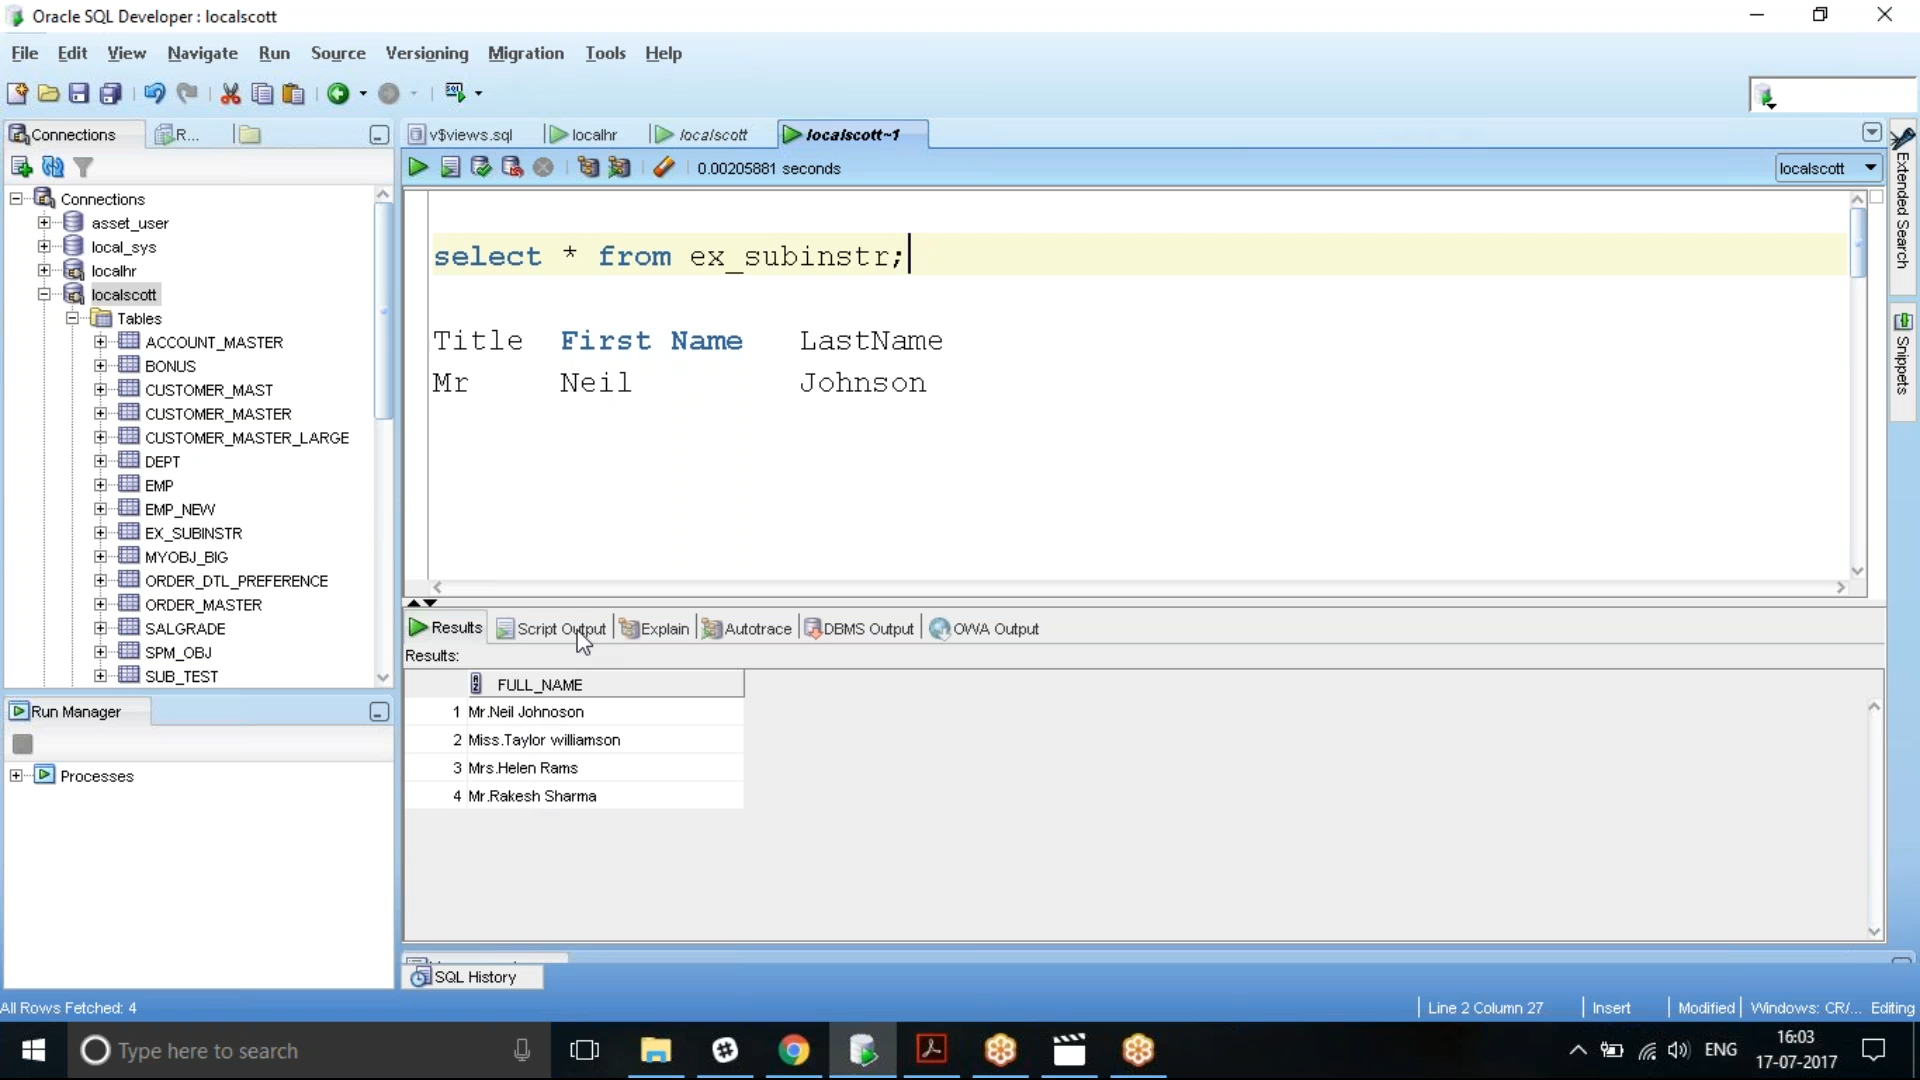 Oracle SQL Developer : localscott
File Edit View Navigate Run Source Versioning Migration Tools Help
Connections R...
v$views.sql localhr localscott localscott~1
0.00205881 seconds
localscott
Connections
asset_user
local_sys
localhr
localscott
Tables
ACCOUNT_MASTER
BONUS
CUSTOMER_MAST
CUSTOMER_MASTER
CUSTOMER_MASTER_LARGE
DEPT
EMP
EMP_NEW
EX_SUBINSTR
MYOBJ_BIG
ORDER_DTL_PREFERENCE
ORDER_MASTER
SALGRADE
SPM_OBJ
SUB_TEST
select * from ex_subinstr;
Title First Name LastName
Mr Neil Johnson
Extended Search
Snippets
Results Script Output Explain Autotrace DBMS Output OWA Output
Results:
FULL_NAME
1 Mr.Neil Johnoson
2 Miss.Taylor williamson
3 Mrs.Helen Rams
4 Mr.Rakesh Sharma
Run Manager
Processes
SQL History
All Rows Fetched: 4
Line 2 Column 27 Insert Modified Windows: CR/... Editing
Type here to search
ENG
16:03
17-07-2017